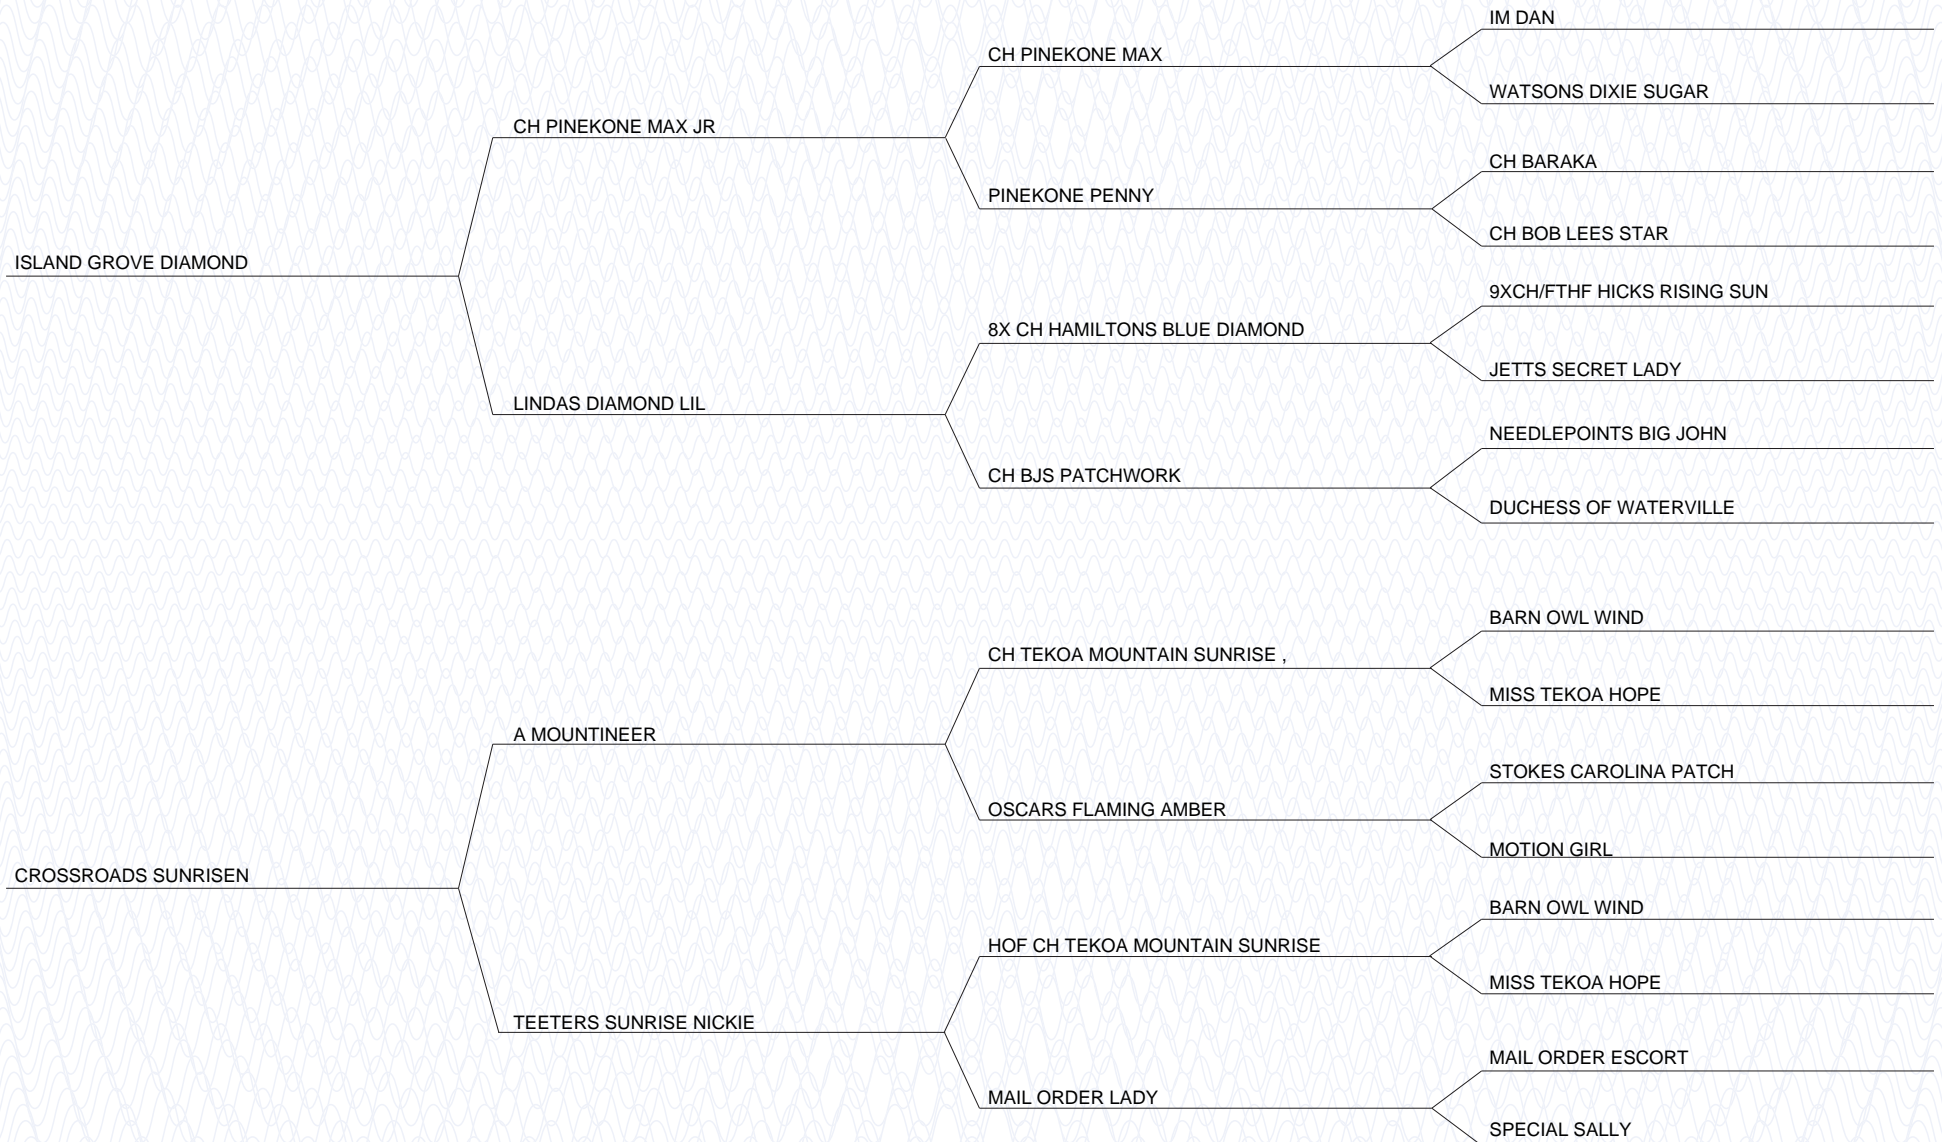 IM DAN
CH PINEKONE MAX
WATSONS DIXIE SUGAR
CH PINEKONE MAX JR
CH BARAKA
PINEKONE PENNY
CH BOB LEES STAR
ISLAND GROVE DIAMOND
9XCH/FTHF HICKS RISING SUN
8X CH HAMILTONS BLUE DIAMOND
JETTS SECRET LADY
LINDAS DIAMOND LIL
NEEDLEPOINTS BIG JOHN
CH BJS PATCHWORK
DUCHESS OF WATERVILLE
BARN OWL WIND
CH TEKOA MOUNTAIN SUNRISE ,
MISS TEKOA HOPE
A MOUNTINEER
STOKES CAROLINA PATCH
OSCARS FLAMING AMBER
MOTION GIRL
CROSSROADS SUNRISEN
BARN OWL WIND
HOF CH TEKOA MOUNTAIN SUNRISE
MISS TEKOA HOPE
TEETERS SUNRISE NICKIE
MAIL ORDER ESCORT
MAIL ORDER LADY
SPECIAL SALLY